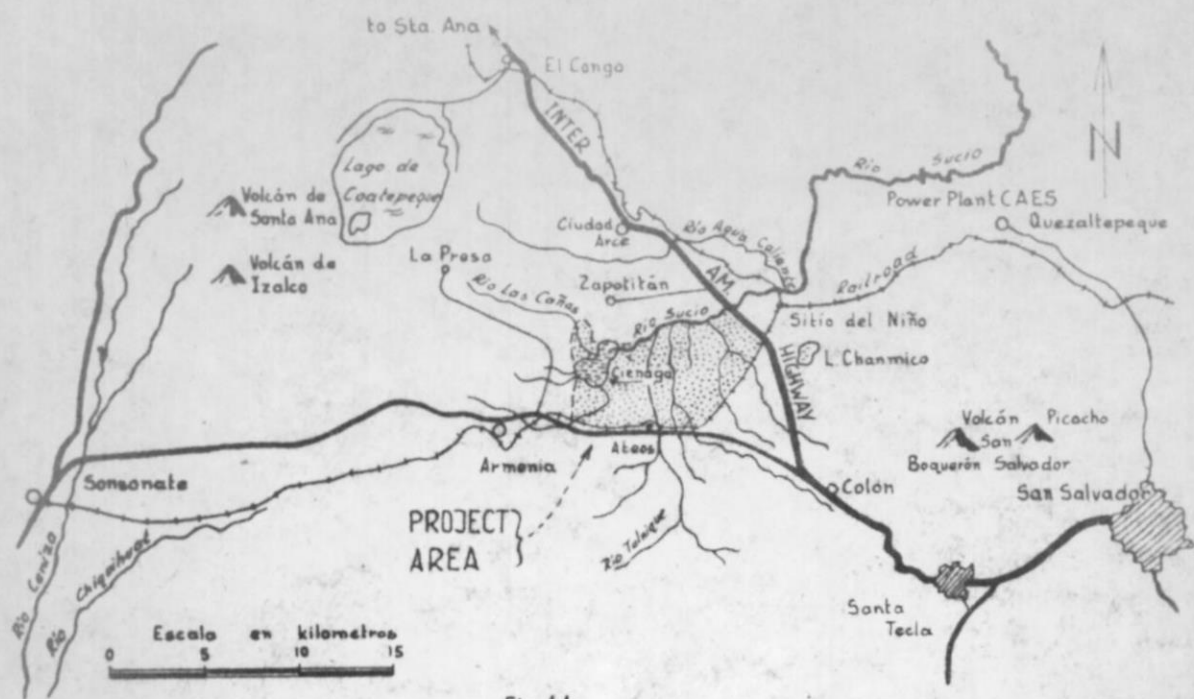 to Sta. Ana
El Congo
INTER
AM
HIGHWAY
Lago de
Coatepeque
Volcán de
Santa Ana
Volcán de
Izalco
La Presa
Ciudad
Arce
Río Agua Caliente
Río Sucio
N
Power Plant CAES
Quezaltepeque
Zapotitán
Railroad
Río Las Cañas
Río Sucio
Sitio del Niño
L. Chanmico
Cienaga
Volcán Picacho
San
Boquerón Salvador
San Salvador
Sonsonate
Armenia
Ateos
Colón
PROJECT
AREA
Río Talnique
Río Ceniza
Río Chiquihuat
Santa
Tecla
Escala en kilometros
0 5 10 15